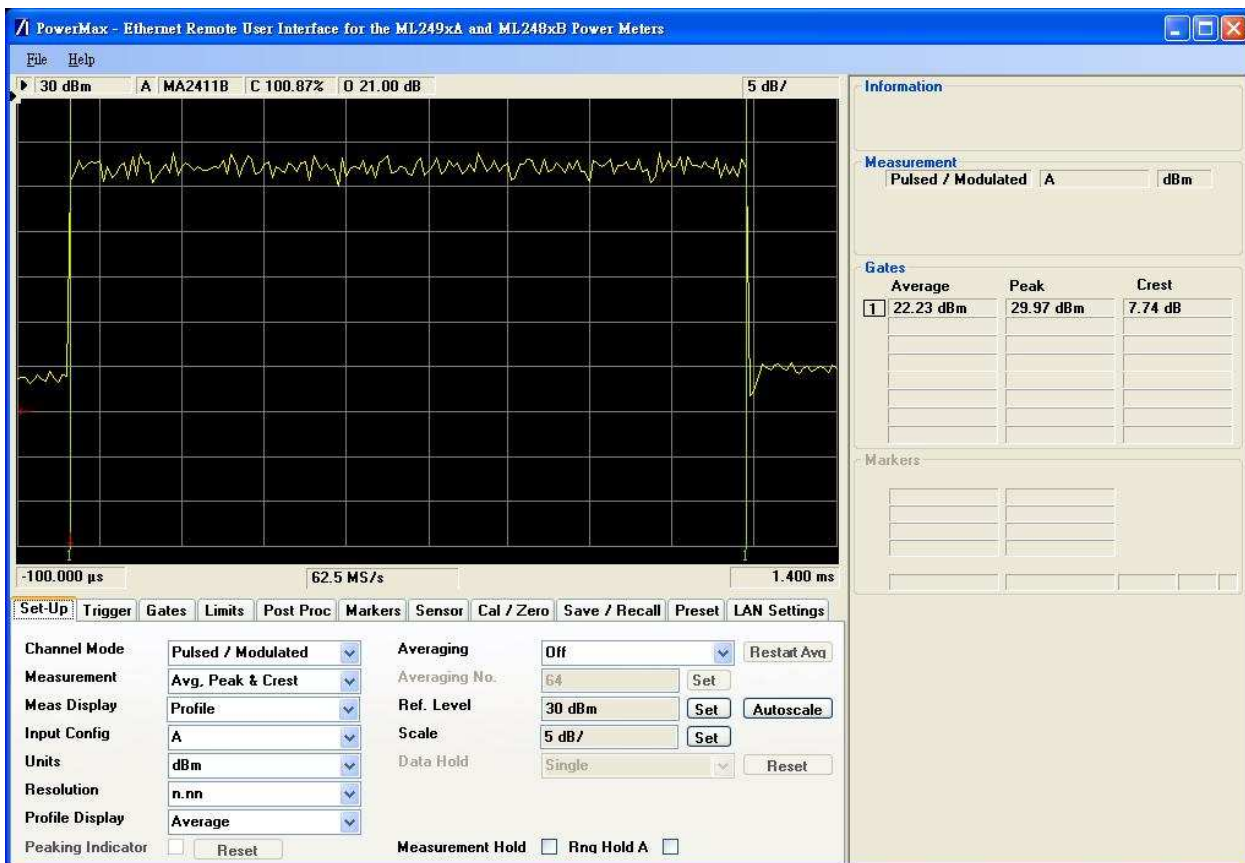 PowerMax - Ethernet Remote User Interface for the ML249xA and ML248xB Power Meters
File Help
30 dBm A MA2411B C 100.87% O 21.00 dB 5 dB/
1 1
-100.000 µs 62.5 MS/s 1.400 ms
Information
Measurement
Pulsed / Modulated A dBm
Gates
Average Peak Crest
1 22.23 dBm 29.97 dBm 7.74 dB
Markers
Set-Up Trigger Gates Limits Post Proc Markers Sensor Cal / Zero Save / Recall Preset LAN Settings
Channel Mode Pulsed / Modulated Averaging Off Restart Avg
Measurement Avg, Peak & Crest Averaging No. 64 Set
Meas Display Profile Ref. Level 30 dBm Set Autoscale
Input Config A Scale 5 dB/ Set
Units dBm Data Hold Single Reset
Resolution n.nn
Profile Display Average
Peaking Indicator Reset Measurement Hold Rng Hold A